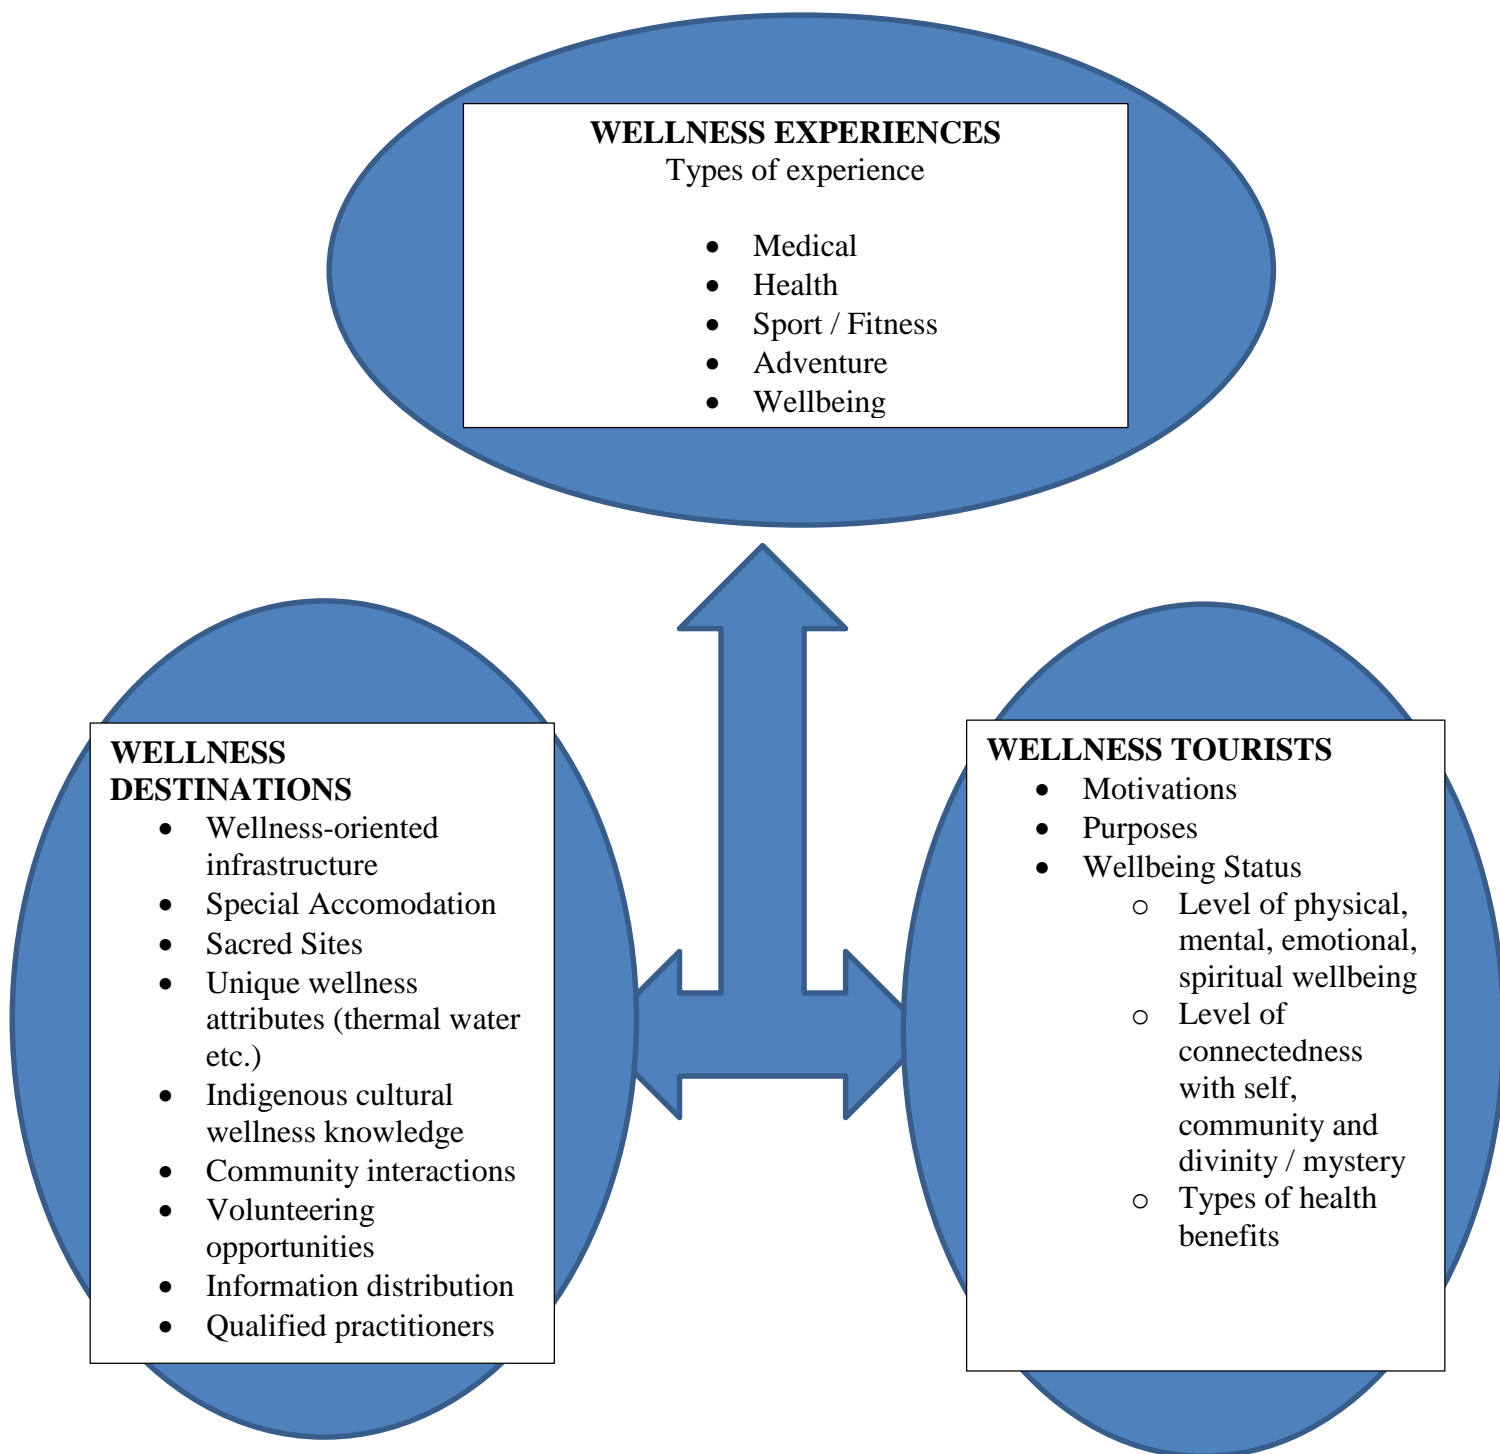 WELLNESS EXPERIENCES
Types of experience
• Medical
• Health
• Sport / Fitness
• Adventure
• Wellbeing
WELLNESS
DESTINATIONS
• Wellness-oriented
infrastructure
• Special Accomodation
• Sacred Sites
• Unique wellness
attributes (thermal water
etc.)
• Indigenous cultural
wellness knowledge
• Community interactions
• Volunteering
opportunities
• Information distribution
• Qualified practitioners
WELLNESS TOURISTS
• Motivations
• Purposes
• Wellbeing Status
o Level of physical,
mental, emotional,
spiritual wellbeing
o Level of
connectedness
with self,
community and
divinity / mystery
o Types of health
benefits